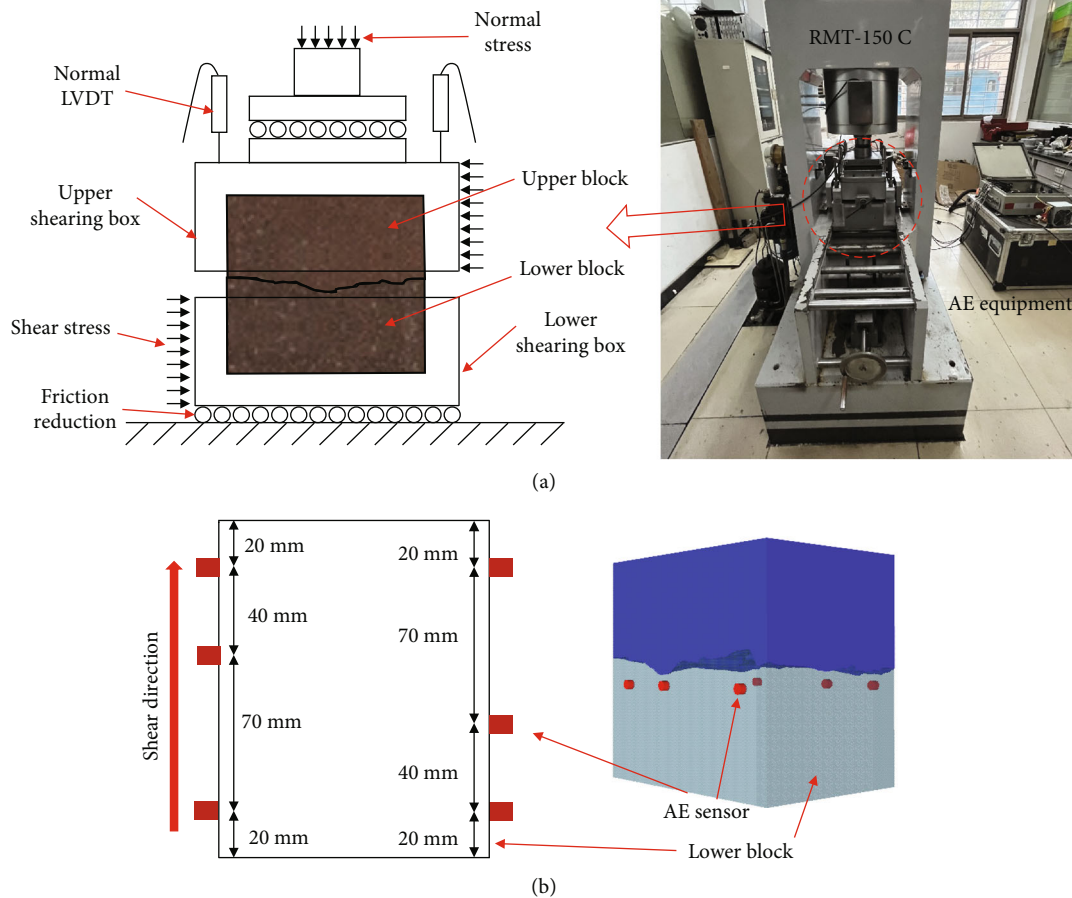 Normal
stress
Normal
LVDT
Upper
shearing box
Upper block
Lower block
Shear stress
Lower
shearing box
Friction
reduction
RMT-150 C
AE equipment
(a)
20 mm
20 mm
40 mm
70 mm
Shear direction
70 mm
40 mm
20 mm
20 mm
AE sensor
Lower block
(b)